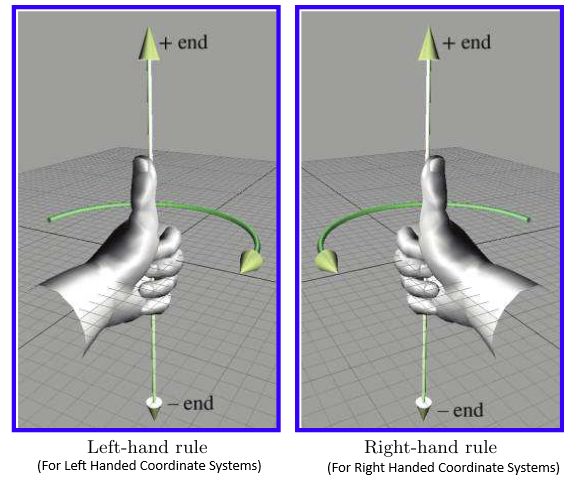 + end
+ end
– end
– end
Left-hand rule
(For Left Handed Coordinate Systems)
Right-hand rule
(For Right Handed Coordinate Systems)